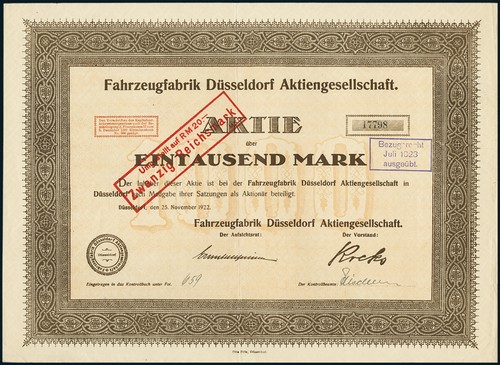 Fahrzeugfabrik Düsseldorf Aktiengesellschaft.
AKTIE
17798
Umgestellt auf RM 20.-
Zwanzig Reichsmark
über
EINTAUSEND MARK
Bezugsrecht
Juli 1923
ausgeübt.
Der Inhaber dieser Aktie ist bei der Fahrzeugfabrik Düsseldorf Aktiengesellschaft in
Düsseldorf nach Maßgabe ihrer Satzungen als Aktionär beteiligt.
Düsseldorf, den 25. November 1922.
Fahrzeugfabrik Düsseldorf Aktiengesellschaft.
Der Aufsichtsrat:
Der Vorstand:
Eingetragen in das Kontrollbuch unter Fol.
659
Der Kontrollbeamte: